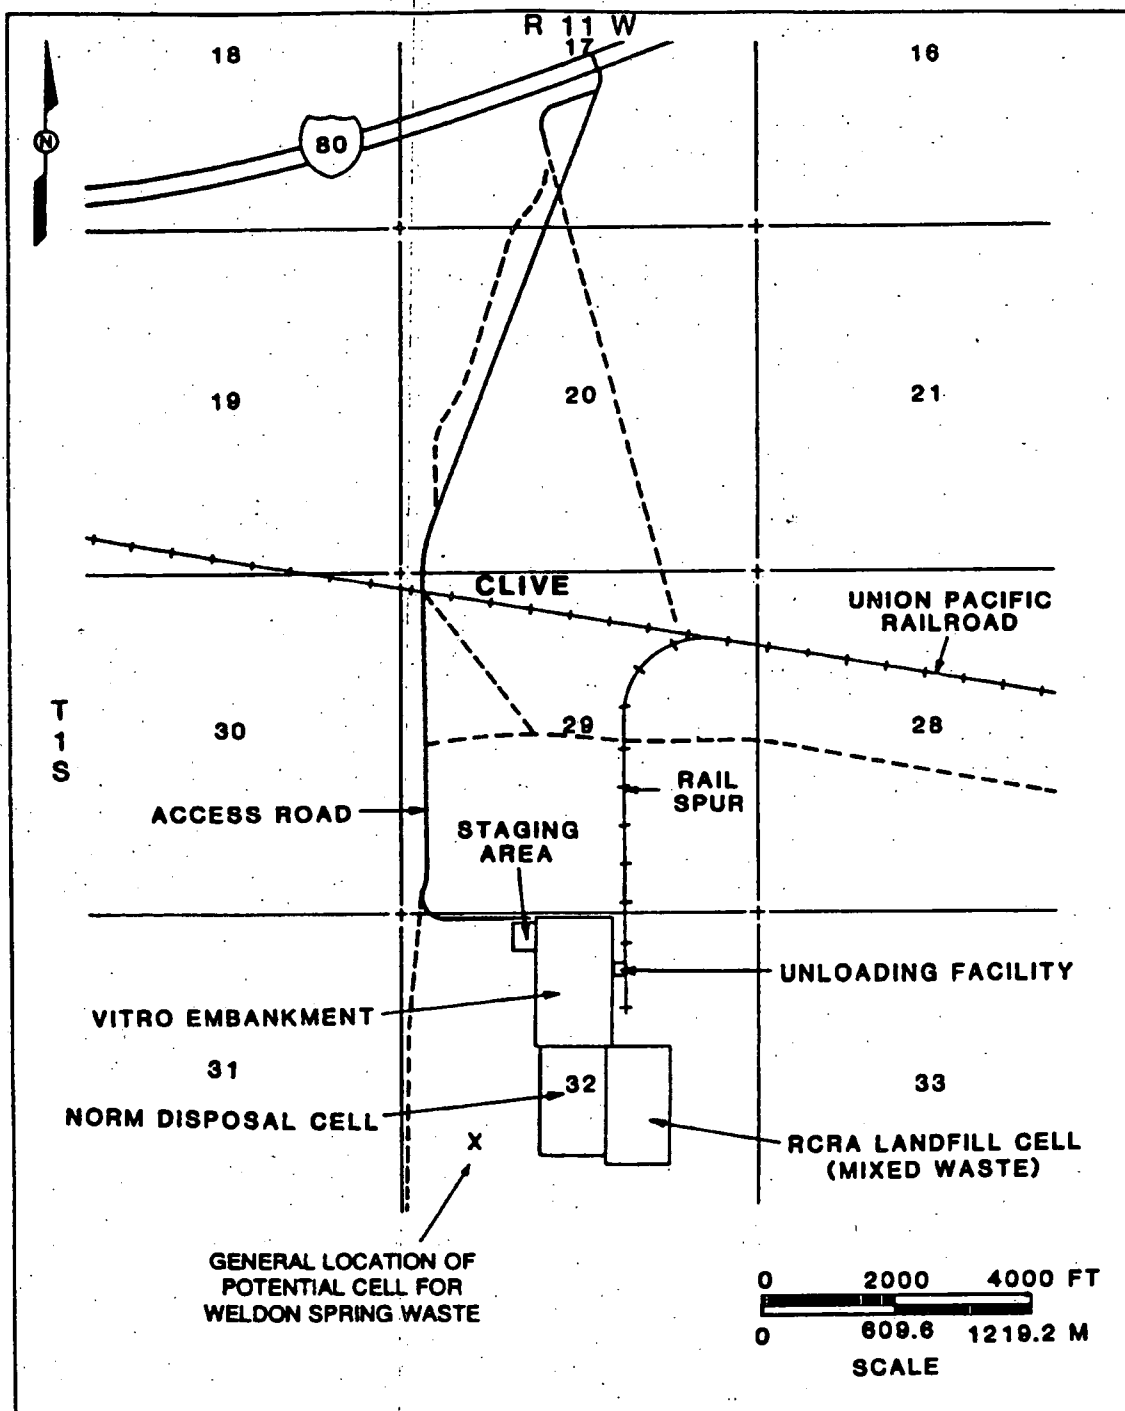 R 11 W
18
17
16
N
80
19
20
21
CLIVE
UNION PACIFIC
RAILROAD
T
1
S
30
29
28
RAIL
SPUR
ACCESS ROAD
STAGING
AREA
UNLOADING FACILITY
VITRO EMBANKMENT
31
32
33
NORM DISPOSAL CELL
X
RCRA LANDFILL CELL
(MIXED WASTE)
GENERAL LOCATION OF
POTENTIAL CELL FOR
WELDON SPRING WASTE
0 2000 4000 FT
0 609.6 1219.2 M
SCALE